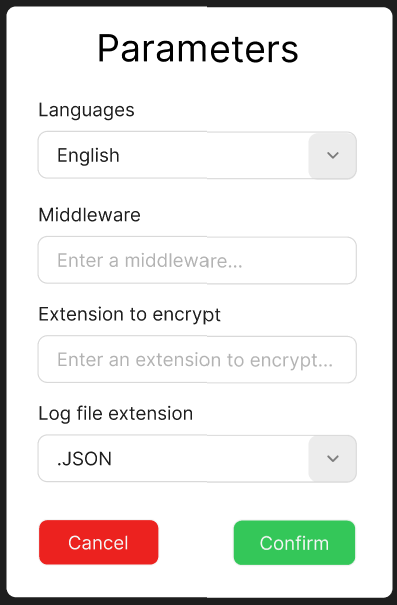 Parameters
Languages
English
Middleware
Enter a middleware...
Extension to encrypt
Enter an extension to encrypt...
Log file extension
.JSON
Cancel
Confirm